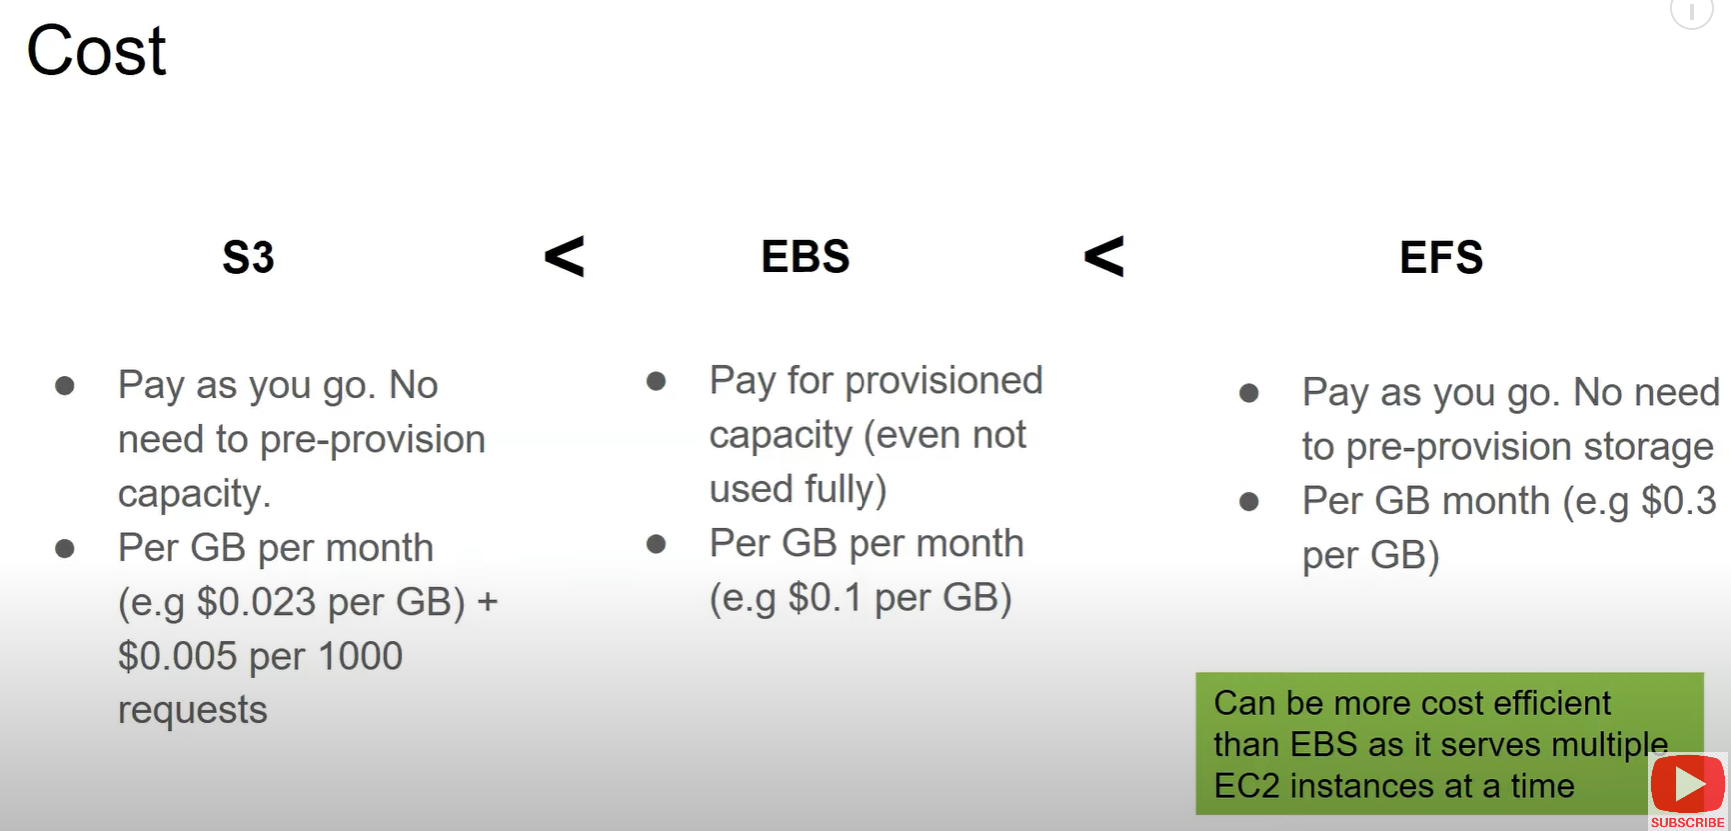 Cost
S3 < EBS < EFS
● Pay as you go. No
need to pre-provision
capacity.
● Per GB per month
(e.g $0.023 per GB) +
$0.005 per 1000
requests
● Pay for provisioned
capacity (even not
used fully)
● Per GB per month
(e.g $0.1 per GB)
● Pay as you go. No need
to pre-provision storage
● Per GB month (e.g $0.3
per GB)
Can be more cost efficient
than EBS as it serves multiple
EC2 instances at a time
SUBSCRIBE